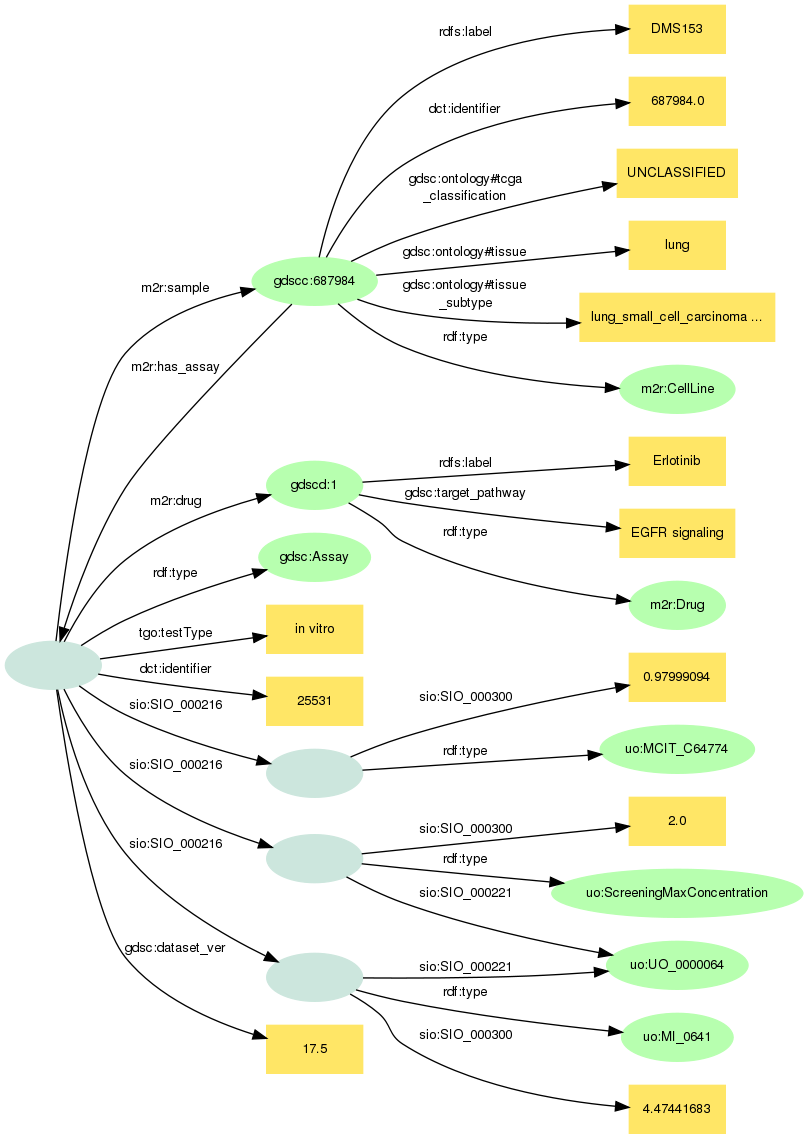 rdfs:label
DMS153
dct:identifier
687984.0
gdsc:ontology#tcga
_classification
UNCLASSIFIED
gdsc:ontology#tissue
lung
gdscc:687984
gdsc:ontology#tissue
_subtype
lung_small_cell_carcinoma ...
m2r:sample
rdf:type
m2r:CellLine
m2r:has_assay
rdfs:label
Erlotinib
gdscd:1
gdsc:target_pathway
m2r:drug
EGFR signaling
rdf:type
gdsc:Assay
rdf:type
m2r:Drug
tgo:testType
in vitro
dct:identifier
25531
sio:SIO_000300
0.97999094
sio:SIO_000216
rdf:type
uo:MCIT_C64774
sio:SIO_000216
sio:SIO_000300
2.0
sio:SIO_000216
rdf:type
uo:ScreeningMaxConcentration
sio:SIO_000221
gdsc:dataset_ver
sio:SIO_000221
uo:UO_0000064
rdf:type
uo:MI_0641
17.5
sio:SIO_000300
4.47441683